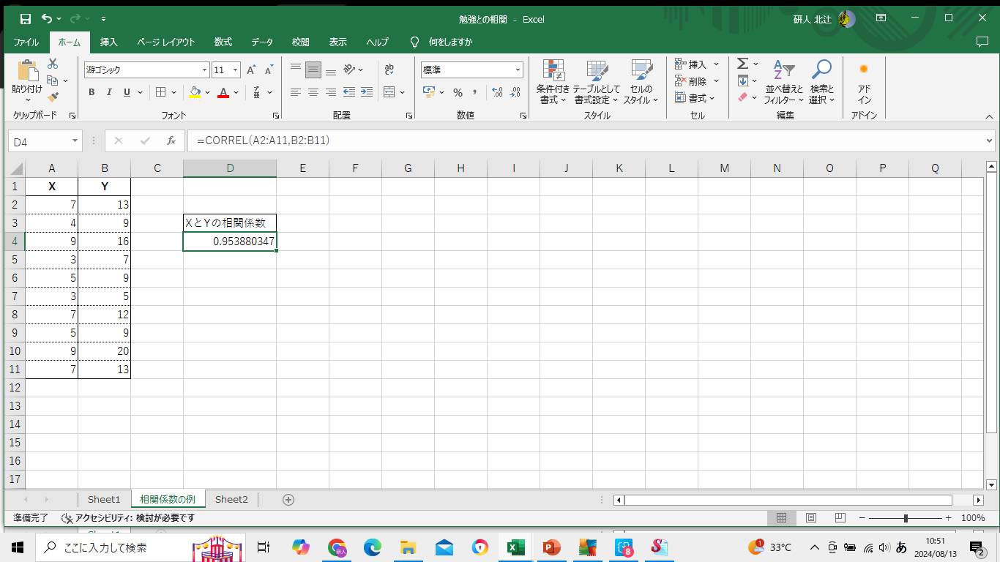 勉強との相関 - Excel
研人 北辻
ファイル ホーム 挿入 ページ レイアウト 数式 データ 校閲 表示 ヘルプ 何をしますか
貼り付け
クリップボード
游ゴシック 11
B I U A
フォント
ab
配置
標準
%
数値
条件付き書式
テーブルとして書式設定
セルのスタイル
スタイル
挿入
削除
書式
セル
並べ替えとフィルター
検索と選択
編集
アドイン
アドイン
D4 fx =CORREL(A2:A11,B2:B11)
A B C D E F G H I J K L M N O P Q
1 X Y
2 7 13
3 4 9 XとYの相関係数
4 9 16 0.953880347
5 3 7
6 5 9
7 3 5
8 7 12
9 5 9
10 9 20
11 7 13
12
13
14
15
16
17
Sheet1 相関係数の例 Sheet2
準備完了 アクセシビリティ: 検討が必要です 100%
ここに入力して検索 研人 8 1 33°C あ 10:51
2024/08/13 2